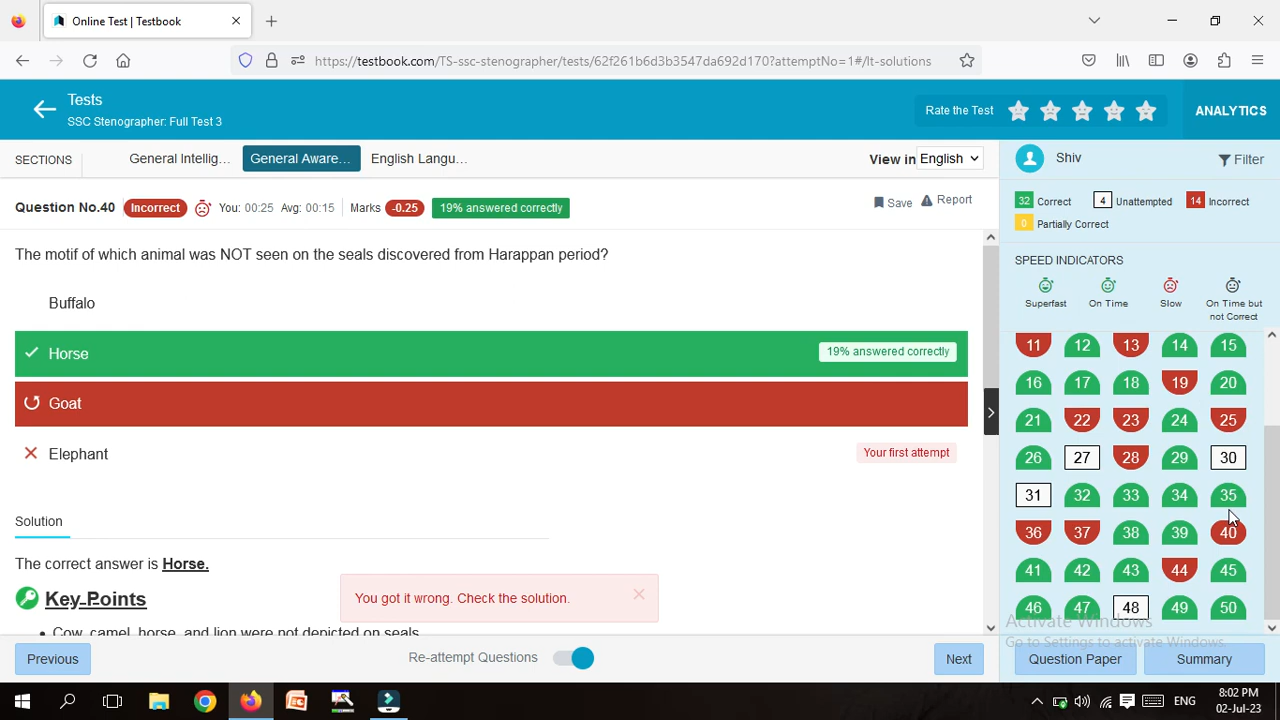 Online Test | Testbook
https://testbook.com/TS-ssc-stenographer/tests/62f261b6d3b3547da692d170?attemptNo=1#/lt-solutions
Tests
SSC Stenographer: Full Test 3
Rate the Test
ANALYTICS
SECTIONS
General Intellig...
General Aware...
English Langu...
View in English
Shiv
Filter
Question No.40 Incorrect You: 00:25 Avg: 00:15 Marks -0.25 19% answered correctly
Save Report
32 Correct 4 Unattempted 14 Incorrect
0 Partially Correct
The motif of which animal was NOT seen on the seals discovered from Harappan period?
SPEED INDICATORS
Superfast On Time Slow On Time but not Correct
Buffalo
Horse 19% answered correctly
Goat
Elephant Your first attempt
11 12 13 14 15
16 17 18 19 20
21 22 23 24 25
26 27 28 29 30
31 32 33 34 35
36 37 38 39 40
41 42 43 44 45
46 47 48 49 50
Solution
The correct answer is Horse.
Key Points
Cow, camel, horse, and lion were not depicted on seals
You got it wrong. Check the solution.
Activate Windows
Go to Settings to activate Windows.
Previous
Re-attempt Questions
Next
Question Paper
Summary
ENG
8:02 PM
02-Jul-23